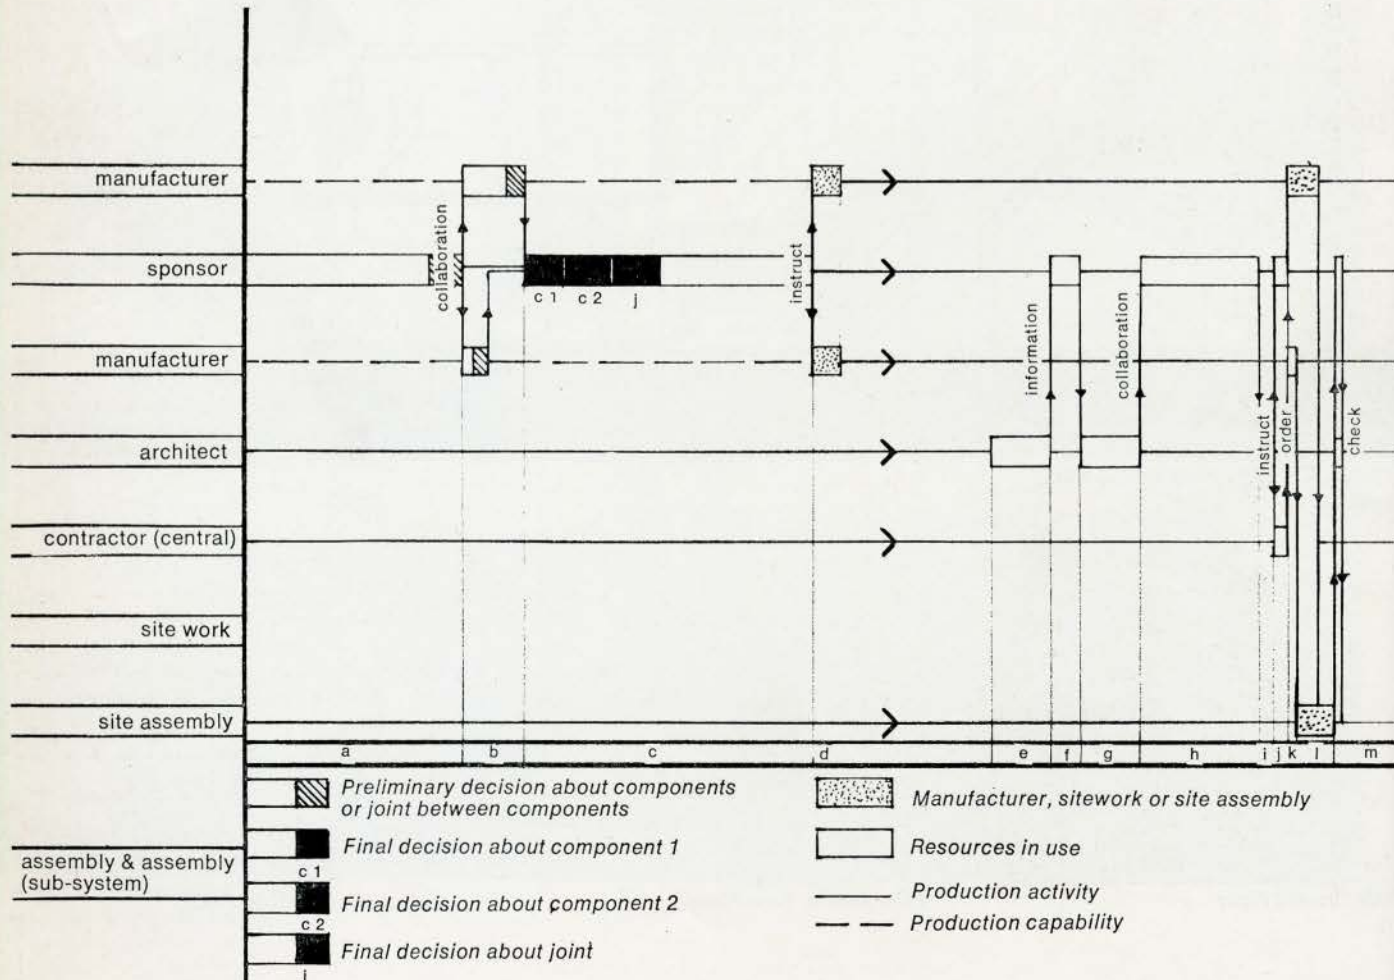 manufacturer
collaboration
sponsor
c 1 c 2 j
instruct
manufacturer
information
collaboration
architect
instruct
order
check
contractor (central)
site work
site assembly
a b c d e f g h i j k l m
Preliminary decision about components
or joint between components
Manufacturer, sitework or site assembly
Final decision about component 1
c 1
Resources in use
assembly & assembly
(sub-system)
Final decision about component 2
c 2
Production activity
Production capability
Final decision about joint
j